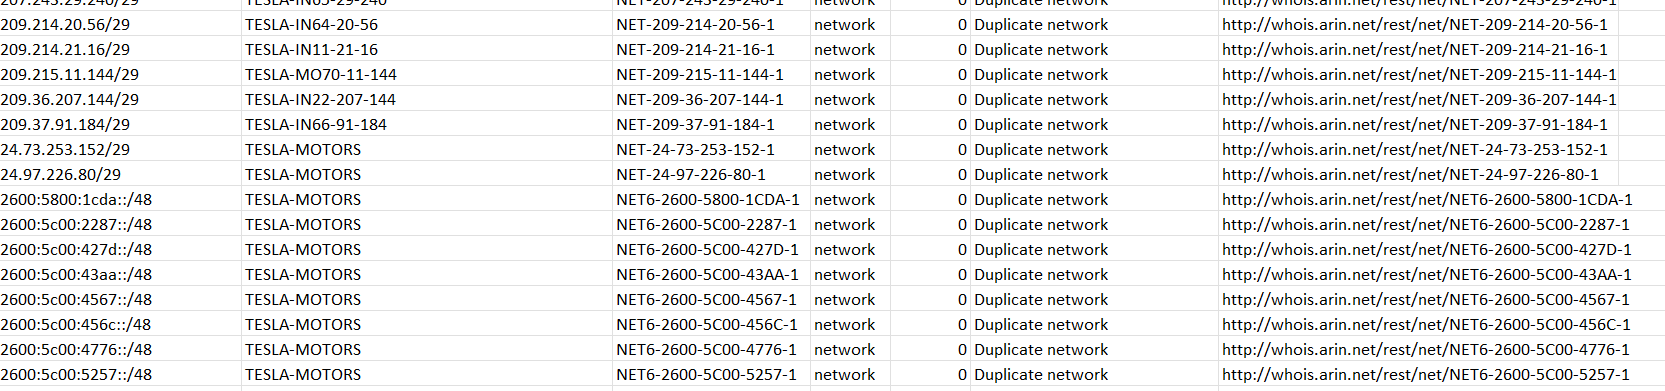 207.243.29.240/29 TESLA-IN65-29-240 NET-207-243-29-240-1 network 0 Duplicate network http://whois.arin.net/rest/net/NET-207-243-29-240-1
209.214.20.56/29 TESLA-IN64-20-56 NET-209-214-20-56-1 network 0 Duplicate network http://whois.arin.net/rest/net/NET-209-214-20-56-1
209.214.21.16/29 TESLA-IN11-21-16 NET-209-214-21-16-1 network 0 Duplicate network http://whois.arin.net/rest/net/NET-209-214-21-16-1
209.215.11.144/29 TESLA-MO70-11-144 NET-209-215-11-144-1 network 0 Duplicate network http://whois.arin.net/rest/net/NET-209-215-11-144-1
209.36.207.144/29 TESLA-IN22-207-144 NET-209-36-207-144-1 network 0 Duplicate network http://whois.arin.net/rest/net/NET-209-36-207-144-1
209.37.91.184/29 TESLA-IN66-91-184 NET-209-37-91-184-1 network 0 Duplicate network http://whois.arin.net/rest/net/NET-209-37-91-184-1
24.73.253.152/29 TESLA-MOTORS NET-24-73-253-152-1 network 0 Duplicate network http://whois.arin.net/rest/net/NET-24-73-253-152-1
24.97.226.80/29 TESLA-MOTORS NET-24-97-226-80-1 network 0 Duplicate network http://whois.arin.net/rest/net/NET-24-97-226-80-1
2600:5800:1cda::/48 TESLA-MOTORS NET6-2600-5800-1CDA-1 network 0 Duplicate network http://whois.arin.net/rest/net/NET6-2600-5800-1CDA-1
2600:5c00:2287::/48 TESLA-MOTORS NET6-2600-5C00-2287-1 network 0 Duplicate network http://whois.arin.net/rest/net/NET6-2600-5C00-2287-1
2600:5c00:427d::/48 TESLA-MOTORS NET6-2600-5C00-427D-1 network 0 Duplicate network http://whois.arin.net/rest/net/NET6-2600-5C00-427D-1
2600:5c00:43aa::/48 TESLA-MOTORS NET6-2600-5C00-43AA-1 network 0 Duplicate network http://whois.arin.net/rest/net/NET6-2600-5C00-43AA-1
2600:5c00:4567::/48 TESLA-MOTORS NET6-2600-5C00-4567-1 network 0 Duplicate network http://whois.arin.net/rest/net/NET6-2600-5C00-4567-1
2600:5c00:456c::/48 TESLA-MOTORS NET6-2600-5C00-456C-1 network 0 Duplicate network http://whois.arin.net/rest/net/NET6-2600-5C00-456C-1
2600:5c00:4776::/48 TESLA-MOTORS NET6-2600-5C00-4776-1 network 0 Duplicate network http://whois.arin.net/rest/net/NET6-2600-5C00-4776-1
2600:5c00:5257::/48 TESLA-MOTORS NET6-2600-5C00-5257-1 network 0 Duplicate network http://whois.arin.net/rest/net/NET6-2600-5C00-5257-1